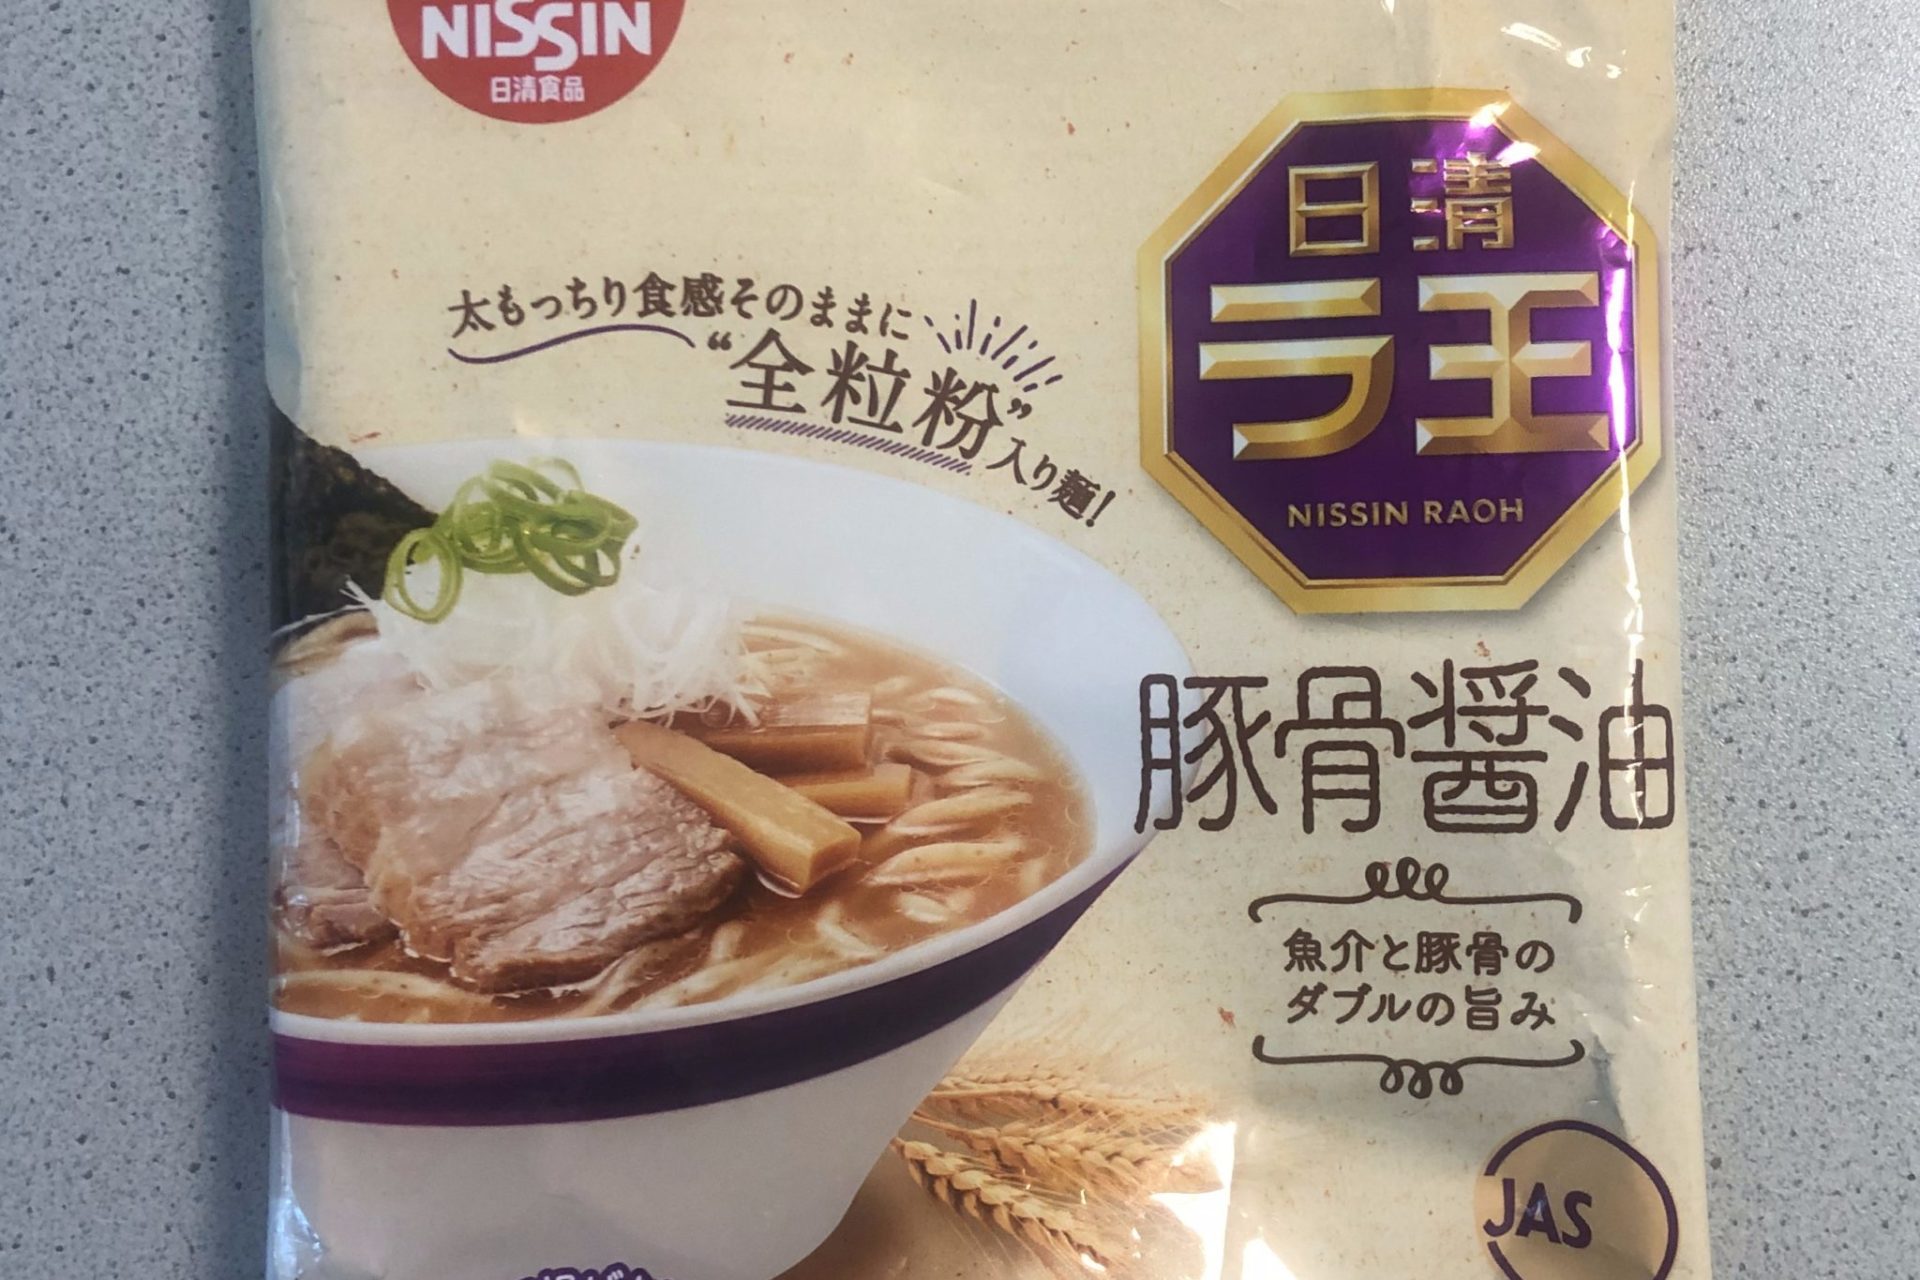 NISSIN
日清食品
日清
ラ王
NISSIN RAOH
太もっちり食感そのままに
“全粒粉”入り麺!
豚骨醤油
魚介と豚骨の
ダブルの旨み
JAS